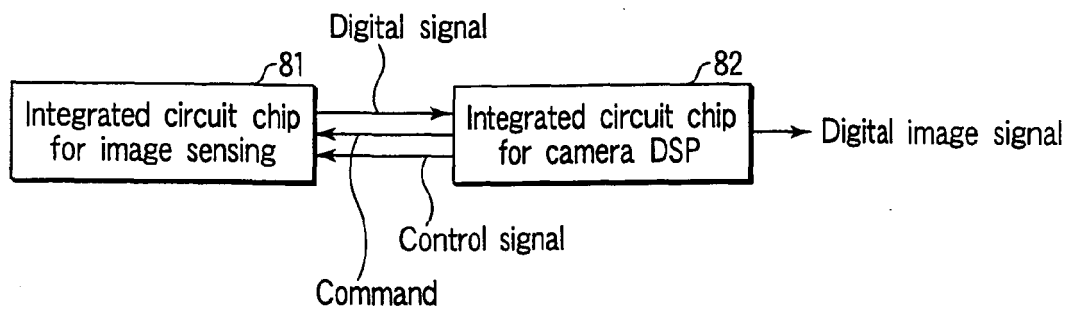 Digital signal
81
82
Integrated circuit chip
for image sensing
Integrated circuit chip
for camera DSP
Digital image signal
Control signal
Command